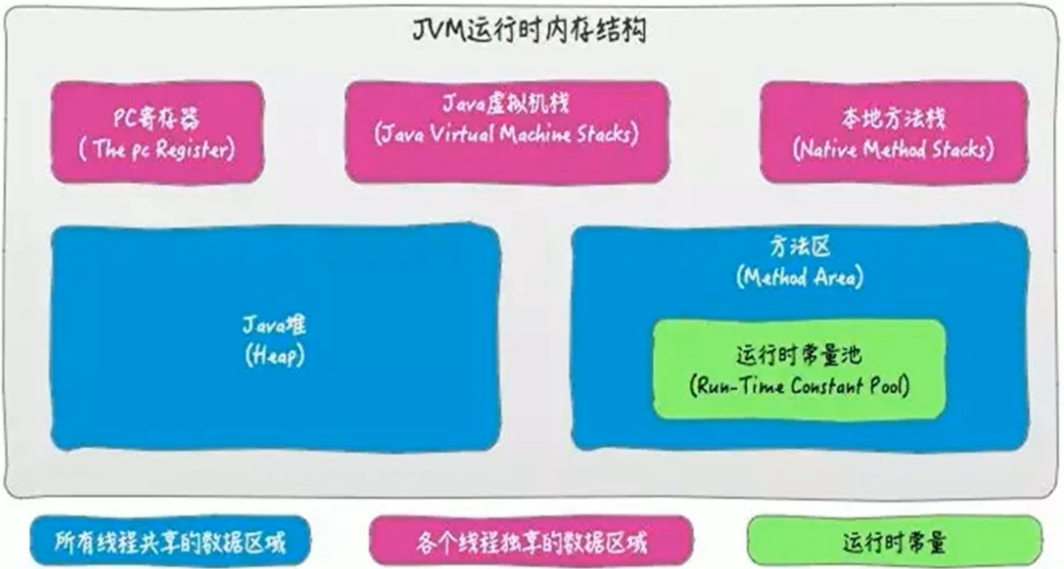 JVM运行时内存结构
PC寄存器
( The pc Register)
Java虚拟机栈
(Java Virtual Machine Stacks)
本地方法栈
(Native Method Stacks)
Java堆
(Heap)
方法区
(Method Area)
运行时常量池
(Run-Time Constant Pool)
所有线程共享的数据区域
各个线程独享的数据区域
运行时常量